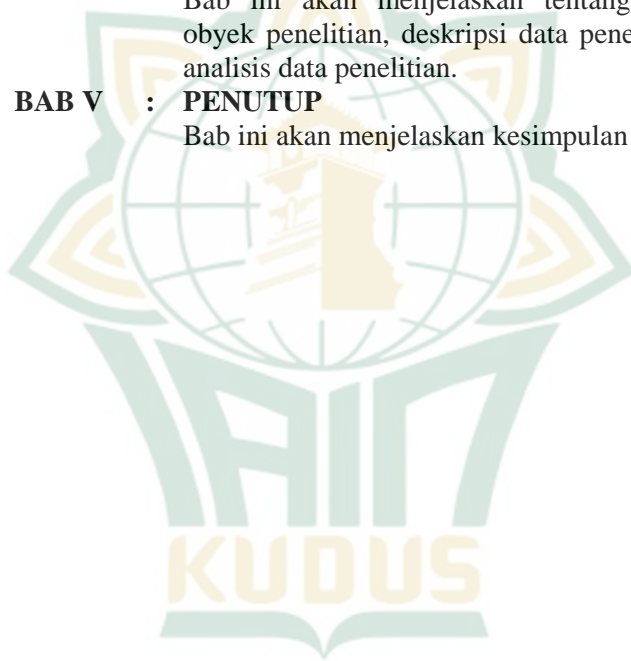 Bab ini akan menjelaskan tentang
obyek penelitian, deskripsi data pene
analisis data penelitian.
BAB V : PENUTUP
Bab ini akan menjelaskan kesimpulan
IAIN
KUDUS